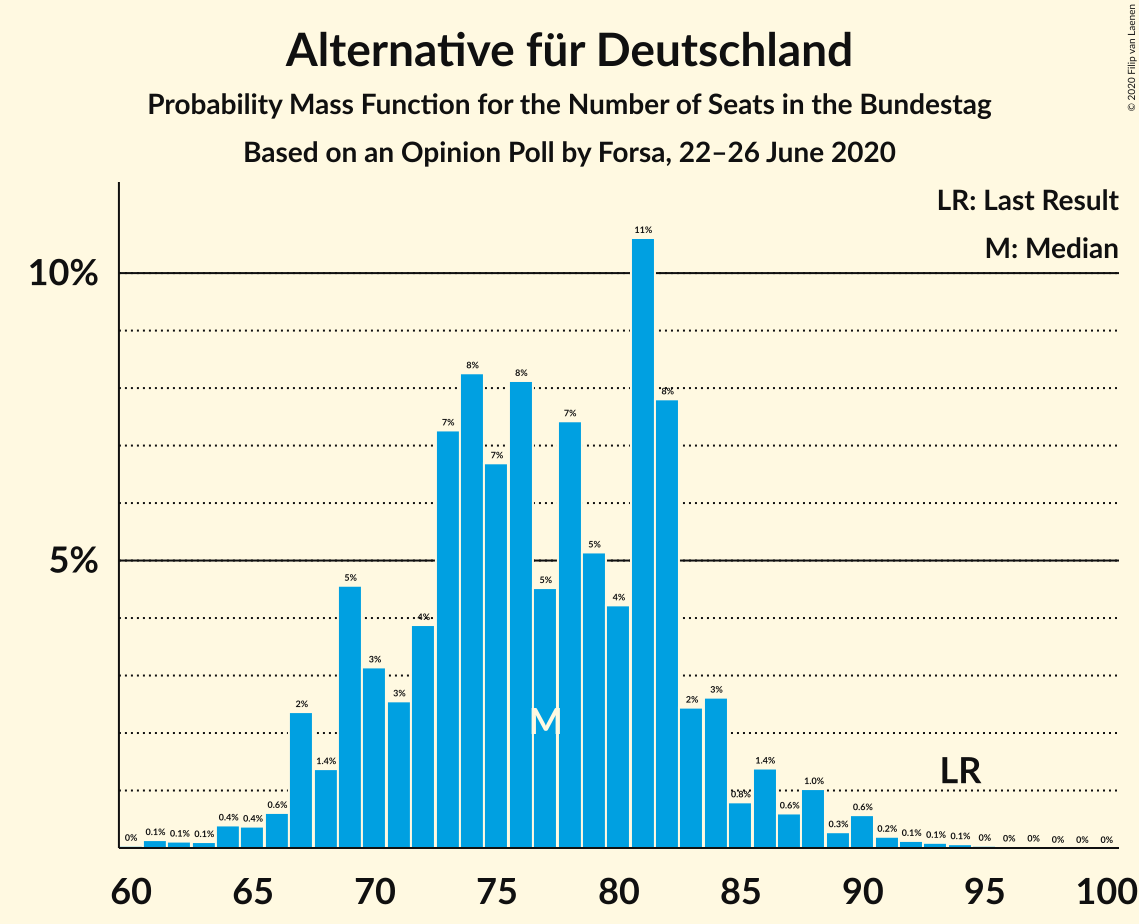 © 2020 Filip van Laenen
Alternative für Deutschland
Probability Mass Function for the Number of Seats in the Bundestag
Based on an Opinion Poll by Forsa, 22–26 June 2020
LR: Last Result
M: Median
10%
5%
0% 0.1% 0.1% 0.1% 0.4% 0.4% 0.6% 2% 1.4% 5% 3% 3% 4% 7% 8% 7% 8% 5% 7% 5% 4% 11% 8% 2% 3% 0.8% 1.4% 0.6% 1.0% 0.3% 0.6% 0.2% 0.1% 0.1% 0.1% 0% 0% 0% 0% 0% 0%
M
LR
60 65 70 75 80 85 90 95 100